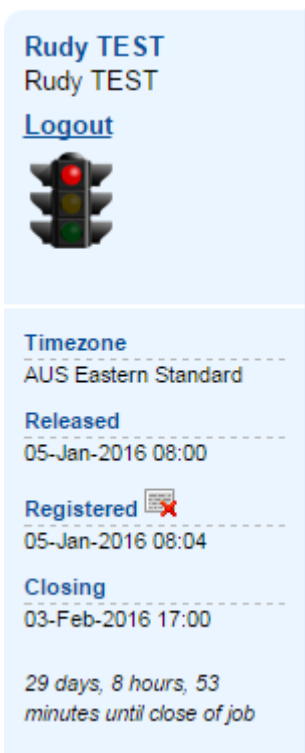 Rudy TEST
Rudy TEST
Logout
Timezone
AUS Eastern Standard
Released
05-Jan-2016 08:00
Registered
05-Jan-2016 08:04
Closing
03-Feb-2016 17:00
29 days, 8 hours, 53
minutes until close of job